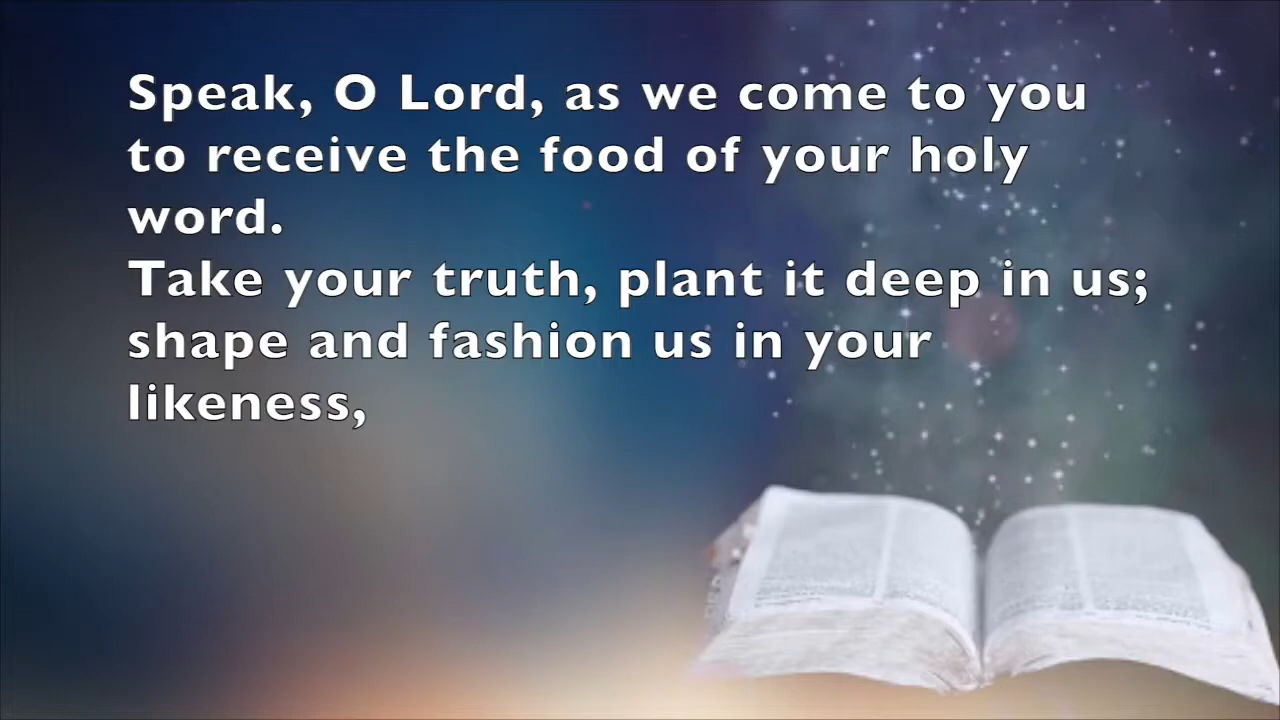 Speak, O Lord, as we come to you
to receive the food of your holy
word.
Take your truth, plant it deep in us;
shape and fashion us in your
likeness,